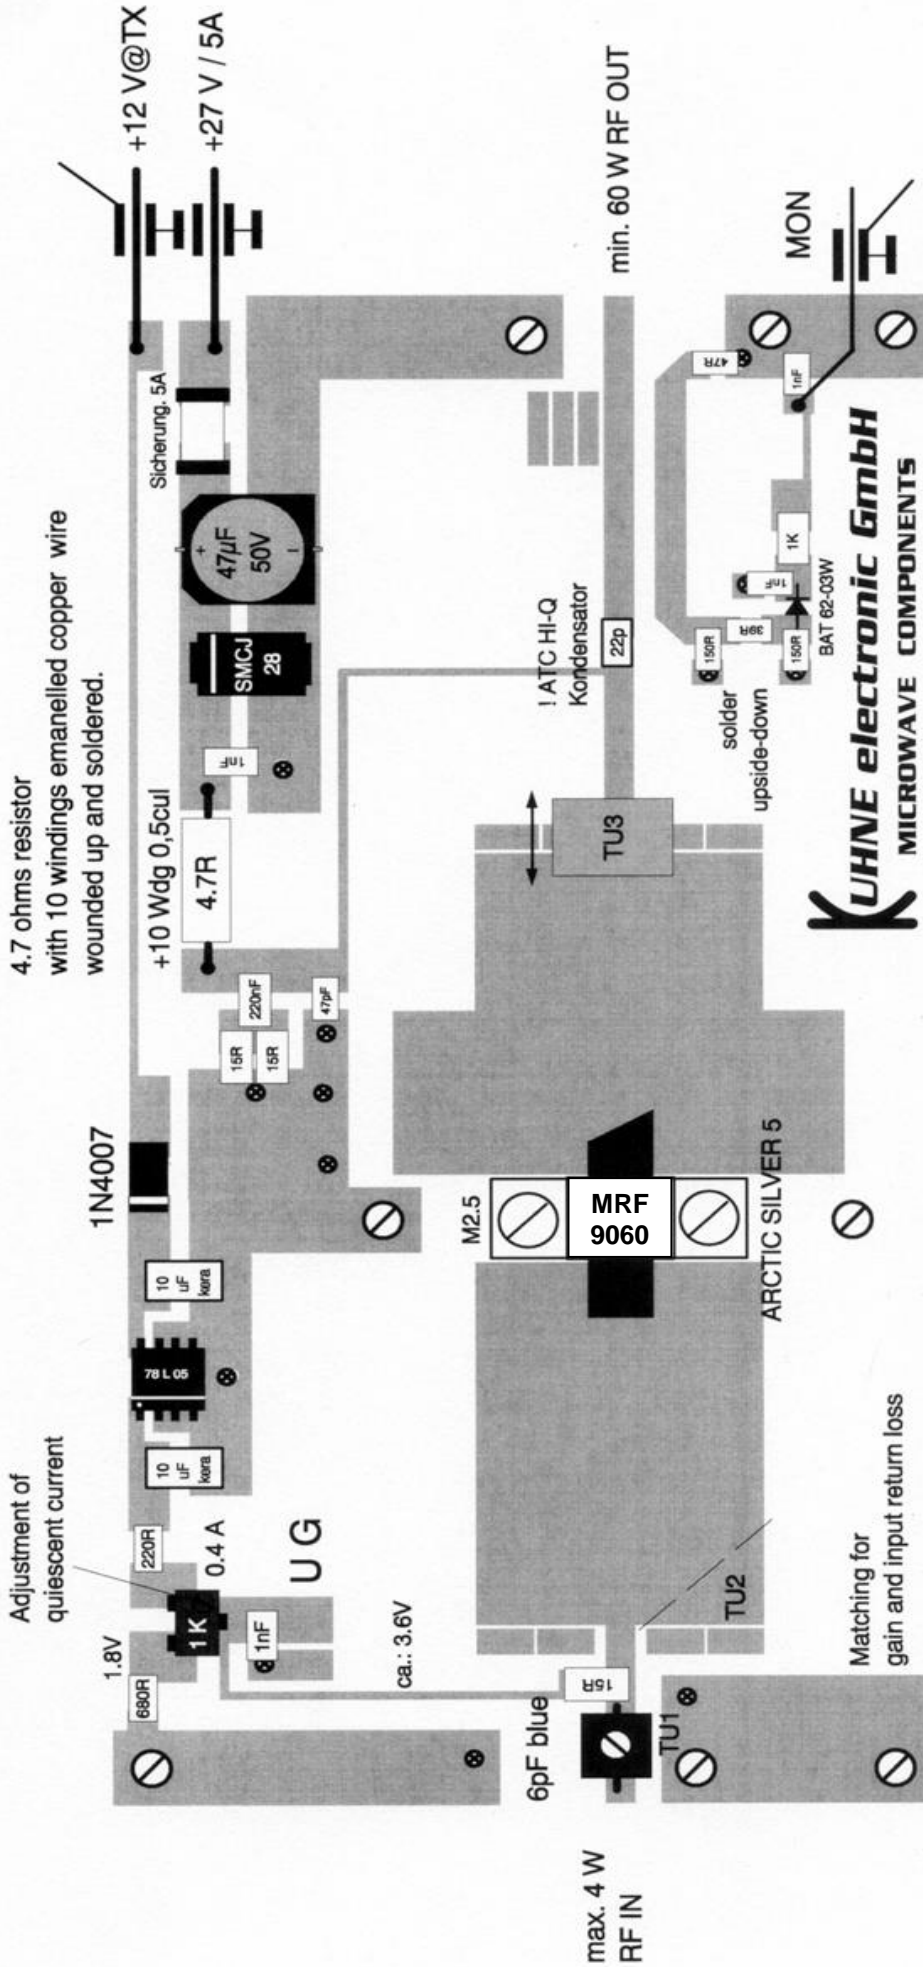 4.7 ohms resistor
with 10 windings emanelled copper wire
wounded up and soldered.
Adjustment of
quiescent current
1N4007
+12 V@TX
+27 V / 5A
Sicherung. 5A
+10 Wdg 0,5cul
4.7R
1nF
SMCJ
28
+
47µF
50V
–
1.8V
680R
220R
1K
0.4 A
10
uF
kera
78 L 05
10
uF
kera
1nF
U G
15R
15R
220nF
47pF
ca.: 3.6V
6pF blue
15R
TU1
max. 4 W
RF IN
TU2
M2.5
MRF
9060
ARCTIC SILVER 5
TU3
! ATC HI-Q
Kondensator
22p
min. 60 W RF OUT
Matching for
gain and input return loss
solder
upside-down
150R
150R
39R
1nF
BAT 62-03W
1K
1nF
47R
MON
KUHNE electronic GmbH
MICROWAVE COMPONENTS